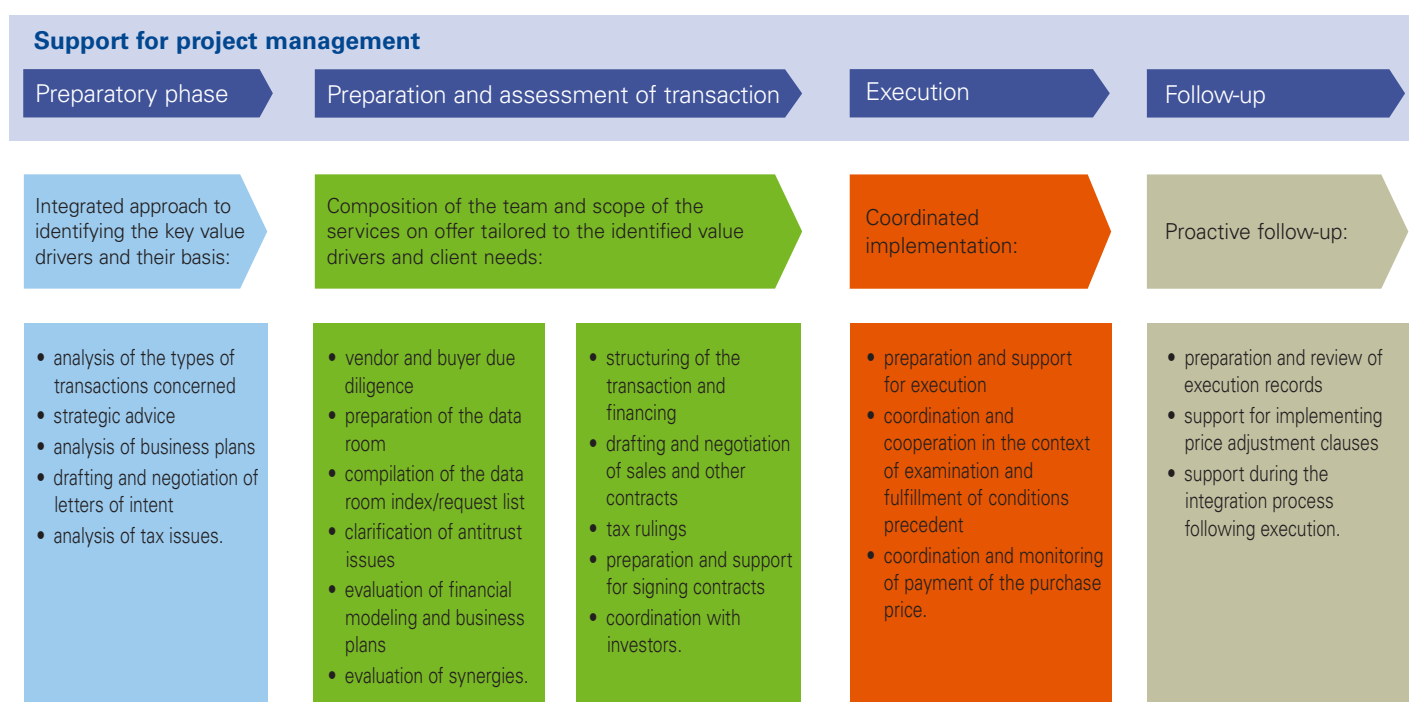 Support for project management
Preparatory phase
Preparation and assessment of transaction
Execution
Follow-up
Integrated approach to
identifying the key value
drivers and their basis:
Composition of the team and scope of the
services on offer tailored to the identified value
drivers and client needs:
Coordinated
implementation:
Proactive follow-up:
• analysis of the types of
transactions concerned
• strategic advice
• analysis of business plans
• drafting and negotiation of
letters of intent
• analysis of tax issues.
• vendor and buyer due
diligence
• preparation of the data
room
• compilation of the data
room index/request list
• clarification of antitrust
issues
• evaluation of financial
modeling and business
plans
• evaluation of synergies.
• structuring of the
transaction and
financing
• drafting and negotiation
of sales and other
contracts
• tax rulings
• preparation and support
for signing contracts
• coordination with
investors.
• preparation and support
for execution
• coordination and
cooperation in the context
of examination and
fulfillment of conditions
precedent
• coordination and monitoring
of payment of the purchase
price.
• preparation and review of
execution records
• support for implementing
price adjustment clauses
• support during the
integration process
following execution.